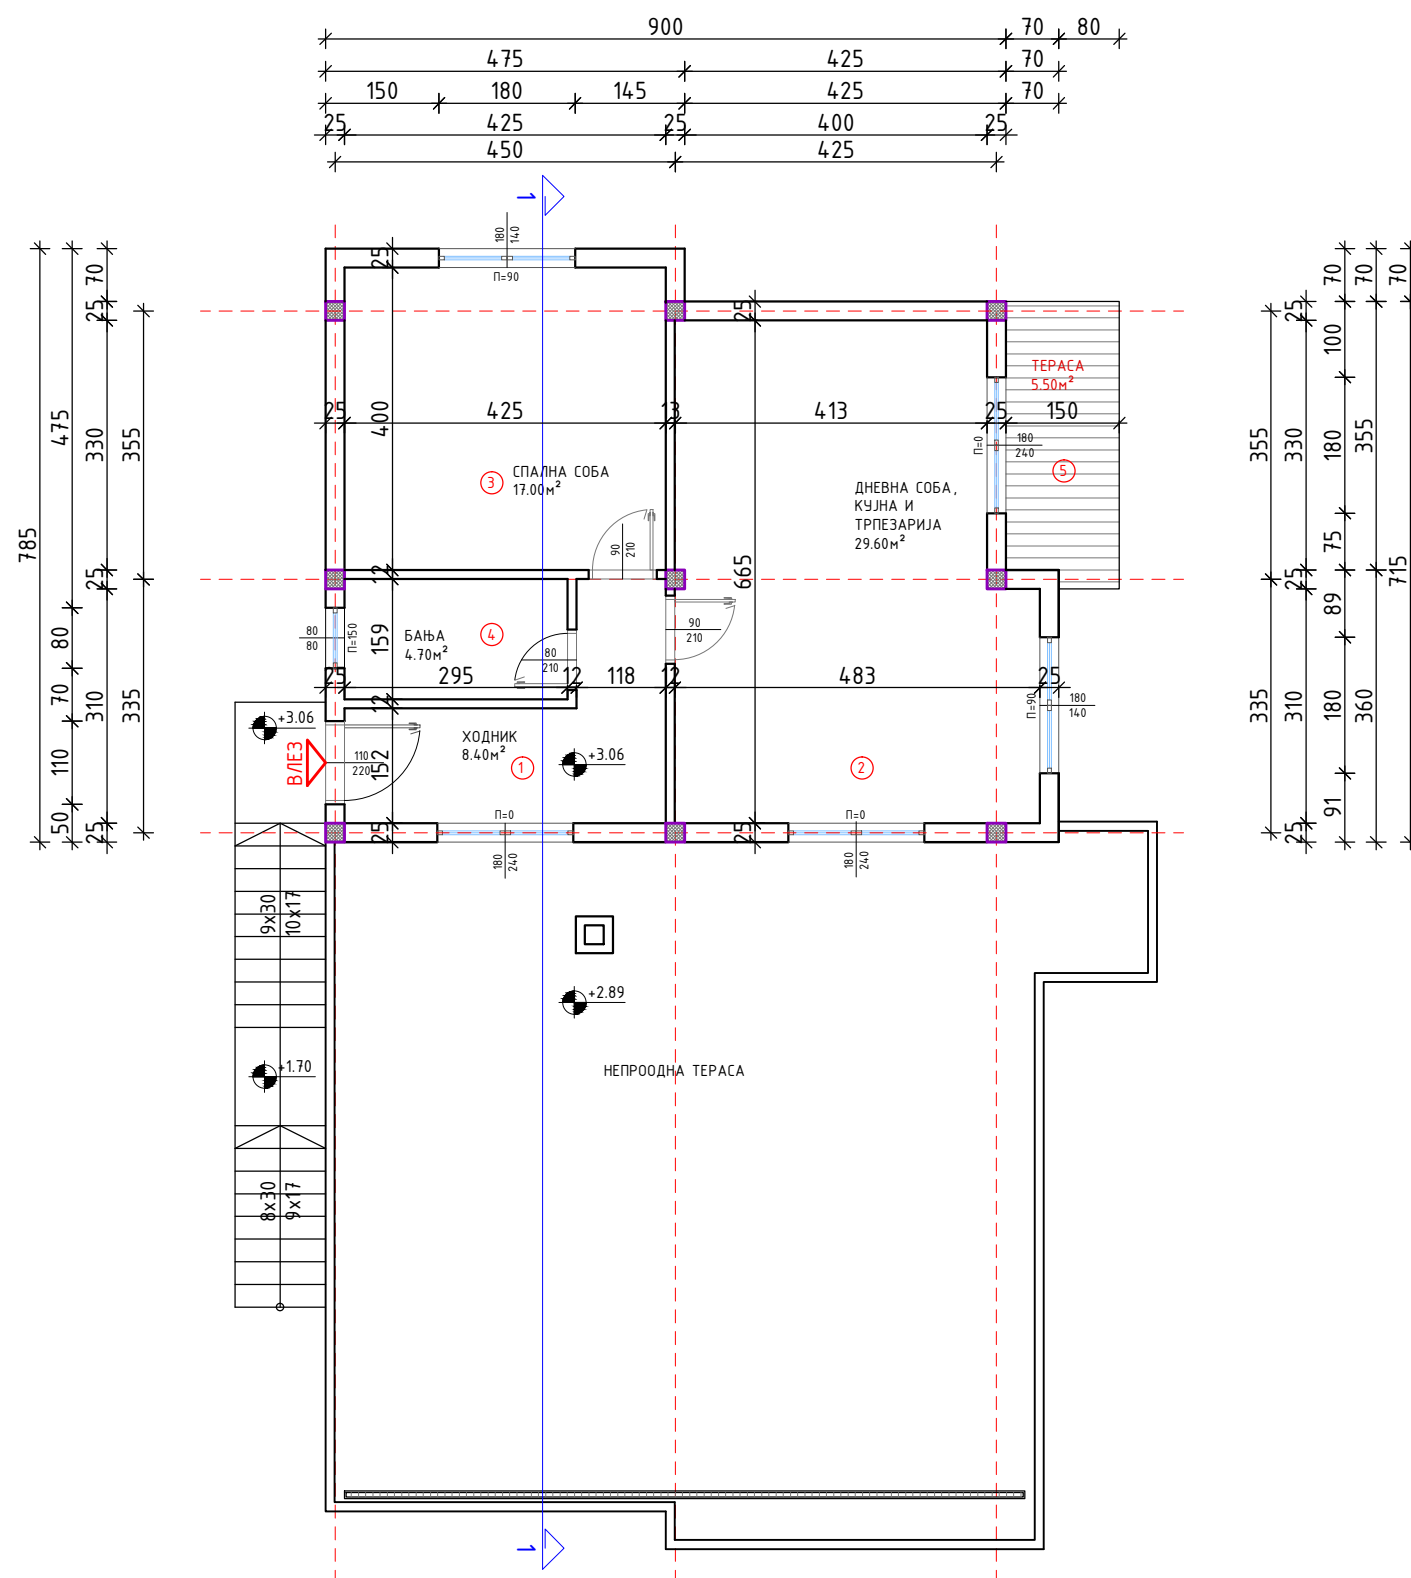 900 70 80
475 425 70
150 180 145 425 70
25 425 25 400 25
450 425
1
180
140
П=90
25
25
785
475 310
70 25 330 25
80 70 110 50 25
355 335
ТЕРАСА
5.50м²
5
25 425 13 413 25 150
400
П=0
180
240
3
СПАЛНА СОБА
17.00м²
ДНЕВНА СОБА,
КУЈНА И
ТРПЕЗАРИЈА
29.60м²
90
210
12
665
80
80
П=150
159
БАЊА
4.70м²
4
80
210
90
210
25 295 12 118 12 483 25
12
П=90
180
140
+3.06
ВЛЕЗ
110
220
152
ХОДНИК
8.40м²
1
+3.06
2
25
П=0
180
240
25
П=0
180
240
355 335
25 330 25 310 25
70 100 180 75 89 180 91
70 355 360
70 715
9x30
10x17
+2.89
+1.70
НЕПРООДНА ТЕРАСА
8x30
9x17
1